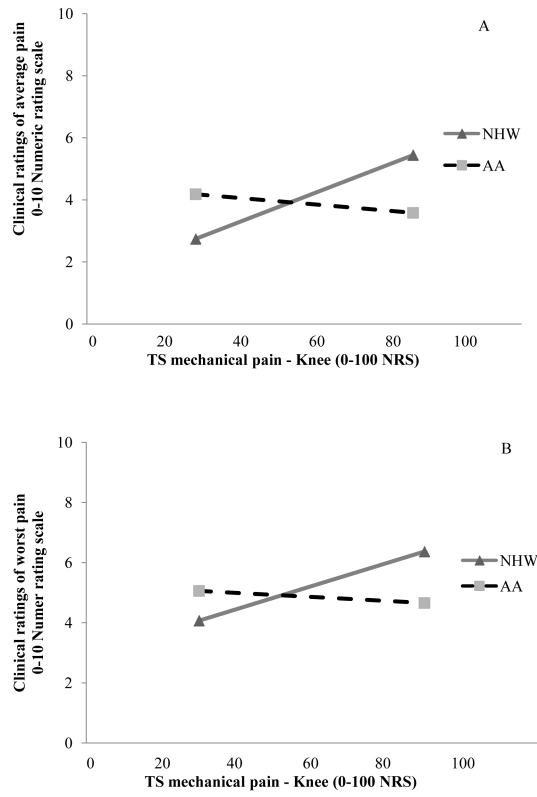 A
Clinical ratings of average pain
0-10 Numeric rating scale
10
8
6
4
2
0
NHW
AA
0 20 40 60 80 100
TS mechanical pain - Knee (0-100 NRS)
B
Clinical ratings of worst pain
0-10 Numer rating scale
10
8
6
4
2
0
NHW
AA
0 20 40 60 80 100
TS mechanical pain - Knee (0-100 NRS)